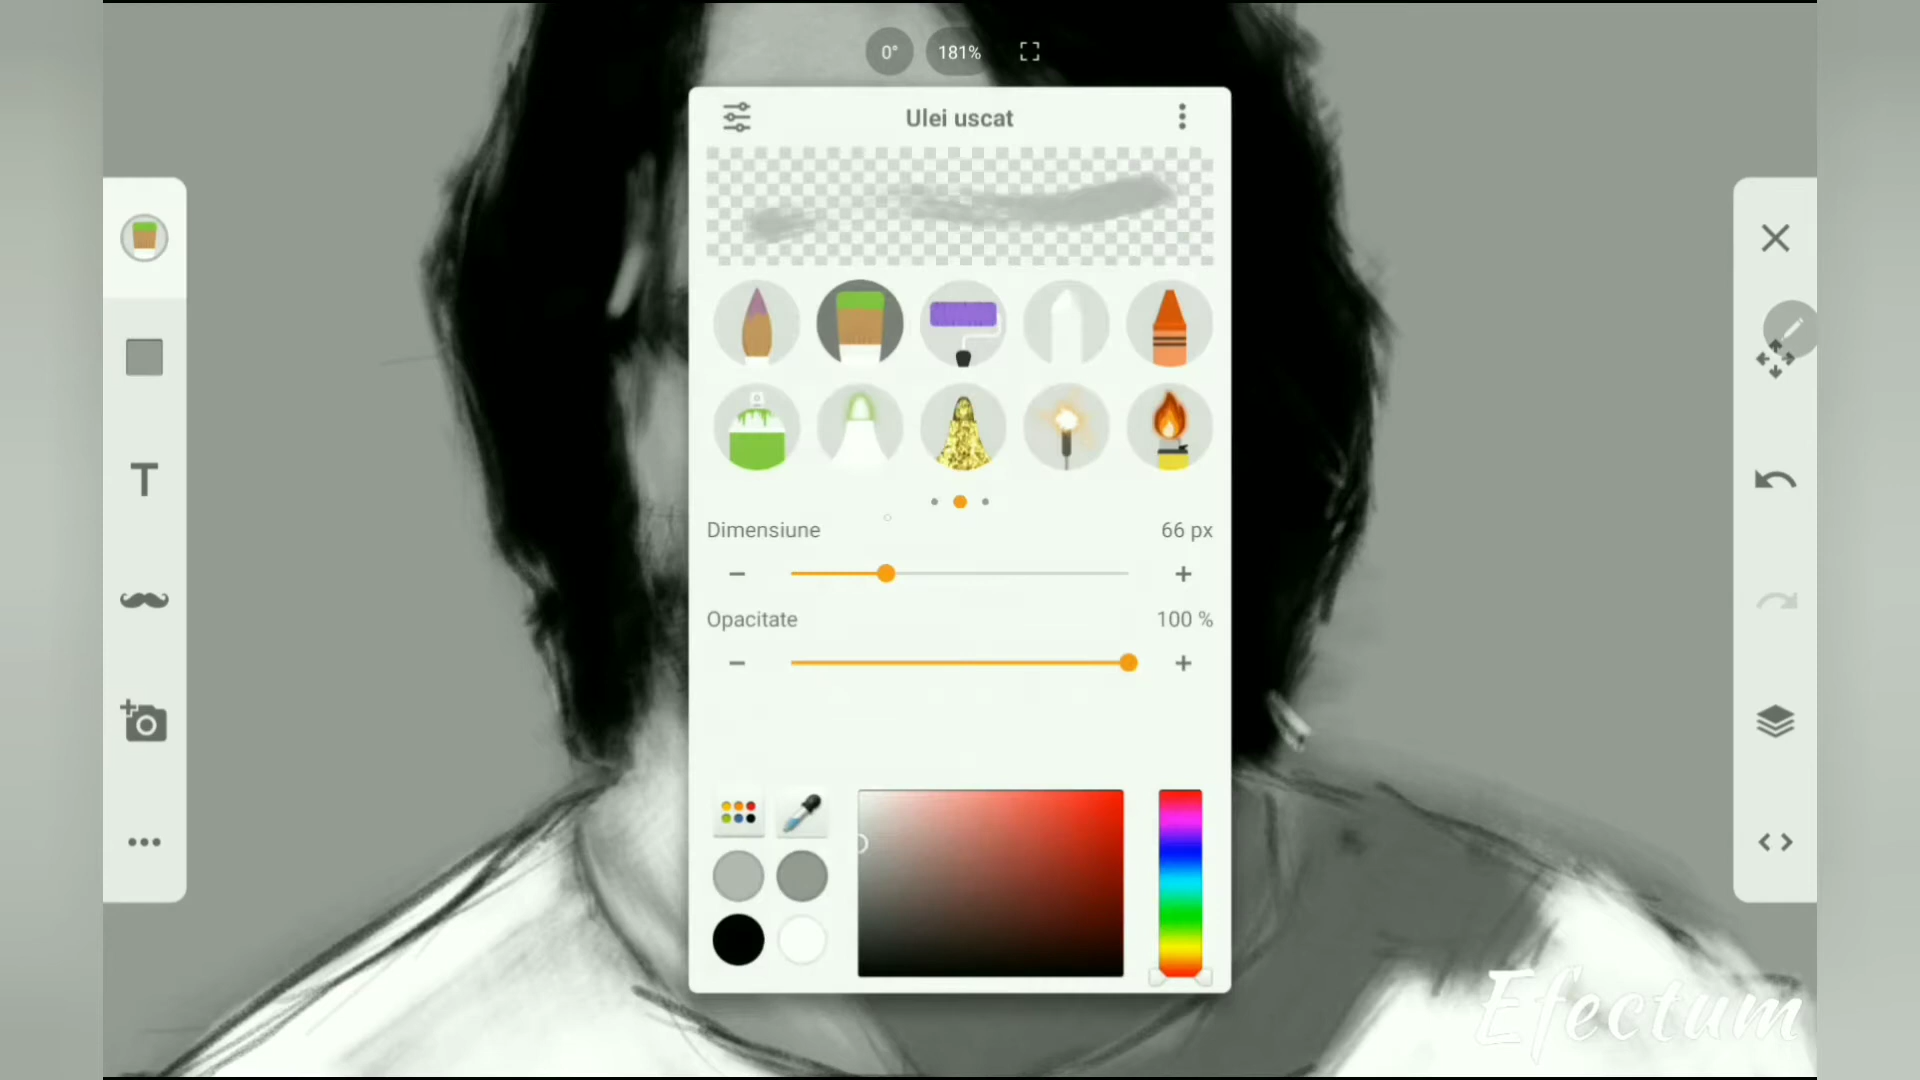 0°
181%
Ulei uscat
Dimensiune
66 px
Opacitate
100 %
T
Efectum